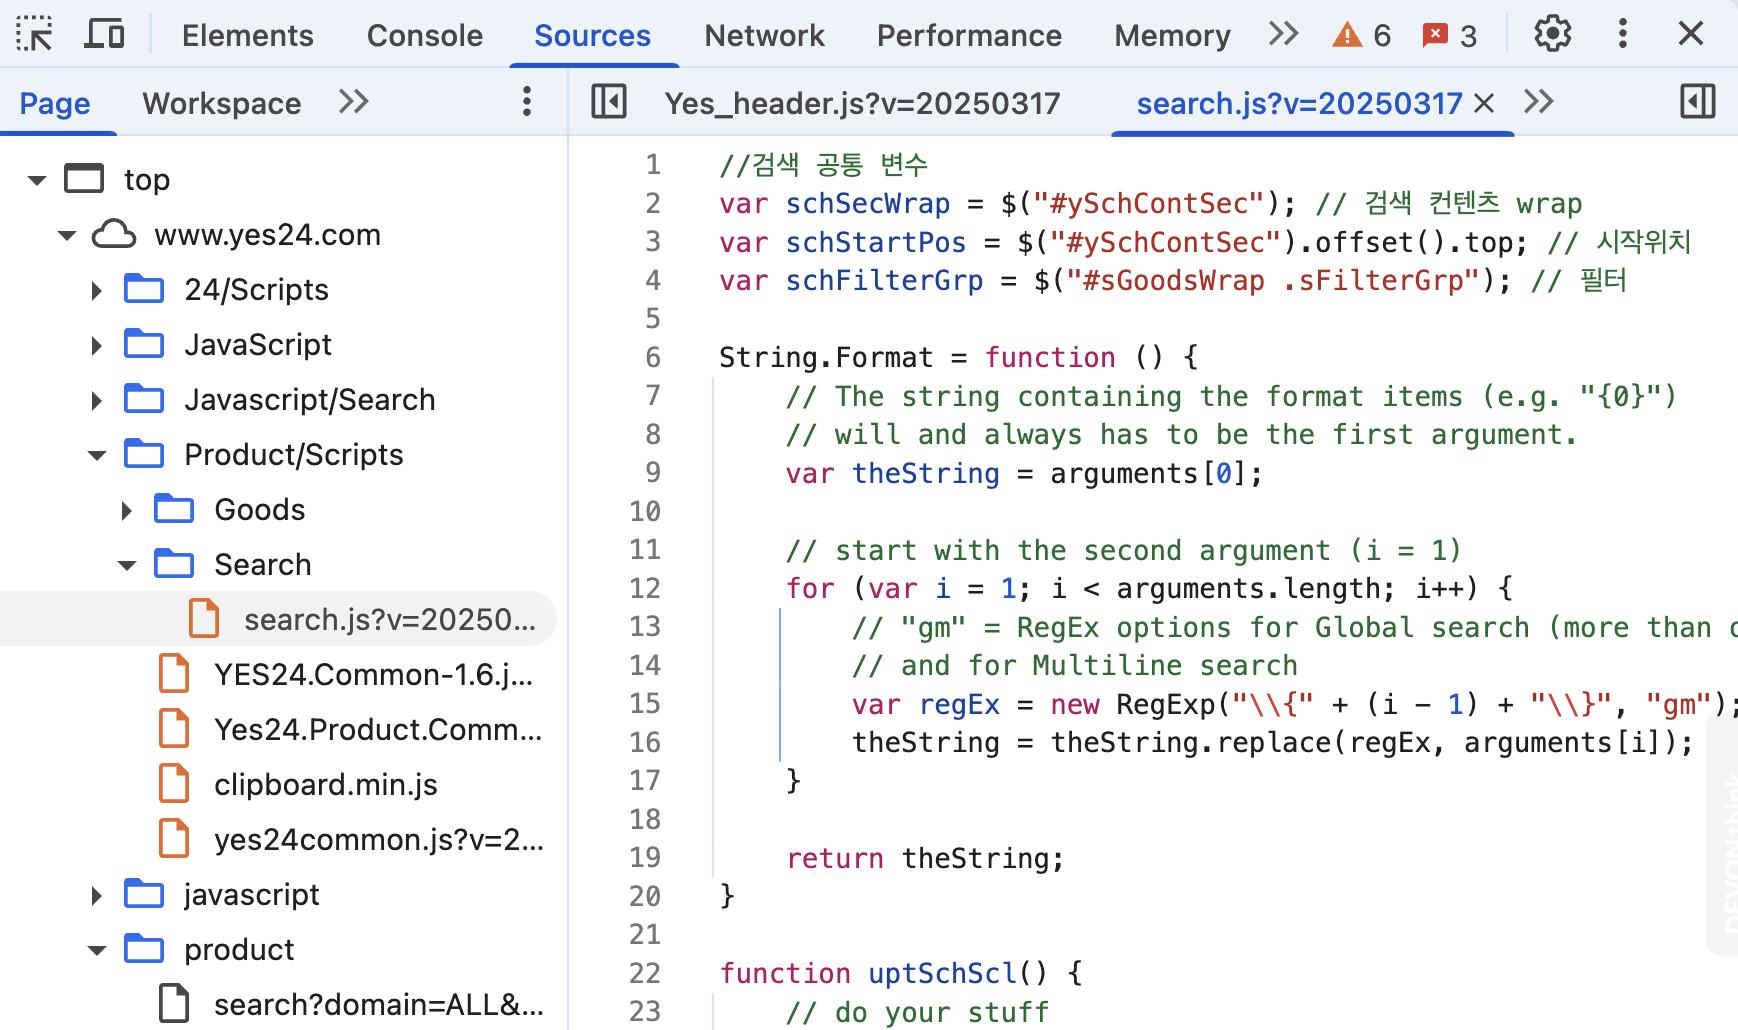 Elements Console Sources Network Performance Memory 6 3
Page Workspace Yes_header.js?v=20250317 search.js?v=20250317
top
www.yes24.com
24/Scripts
JavaScript
Javascript/Search
Product/Scripts
Goods
Search
search.js?v=20250...
YES24.Common-1.6.j...
Yes24.Product.Comm...
clipboard.min.js
yes24common.js?v=2...
javascript
product
search?domain=ALL&...
1 //검색 공통 변수
2 var schSecWrap = $("#ySchContSec"); // 검색 컨텐츠 wrap
3 var schStartPos = $("#ySchContSec").offset().top; // 시작위치
4 var schFilterGrp = $("#sGoodsWrap .sFilterGrp"); // 필터
5
6 String.Format = function () {
7 // The string containing the format items (e.g. "{0}")
8 // will and always has to be the first argument.
9 var theString = arguments[0];
10
11 // start with the second argument (i = 1)
12 for (var i = 1; i < arguments.length; i++) {
13 // "gm" = RegEx options for Global search (more than
14 // and for Multiline search
15 var regEx = new RegExp("\\{" + (i - 1) + "\\}", "gm");
16 theString = theString.replace(regEx, arguments[i]);
17 }
18
19 return theString;
20 }
21
22 function uptSchScl() {
23 // do your stuff
DEVONthink